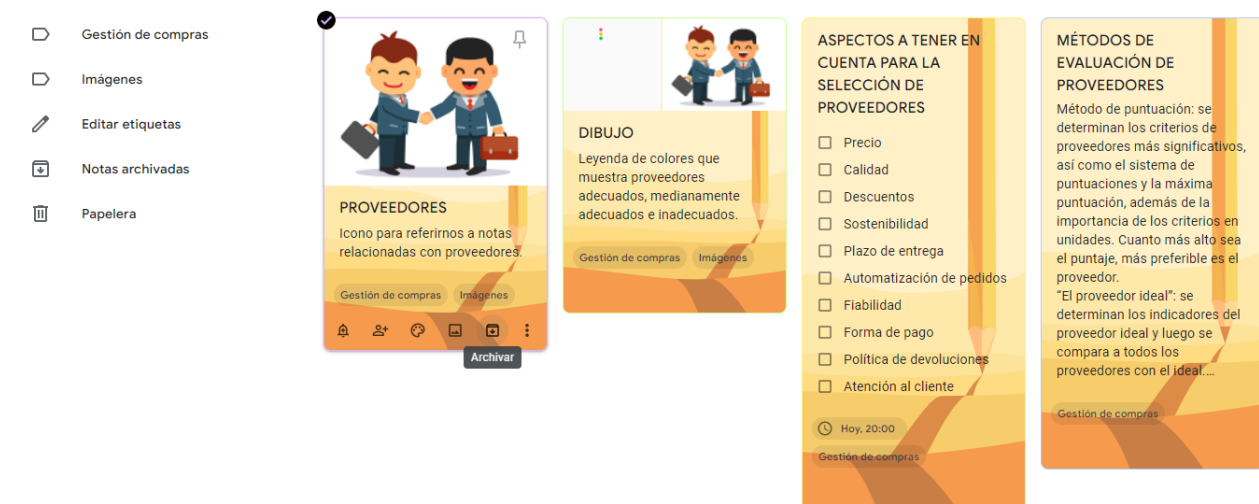 Gestión de compras
Imágenes
Editar etiquetas
Notas archivadas
Papelera
PROVEEDORES
Icono para referirnos a notas
relacionadas con proveedores.
Gestión de compras
Imágenes
Archivar
DIBUJO
Leyenda de colores que
muestra proveedores
adecuados, medianamente
adecuados e inadecuados.
Gestión de compras
Imágenes
ASPECTOS A TENER EN
CUENTA PARA LA
SELECCIÓN DE
PROVEEDORES
Precio
Calidad
Descuentos
Sostenibilidad
Plazo de entrega
Automatización de pedidos
Fiabilidad
Forma de pago
Política de devoluciones
Atención al cliente
Hoy, 20:00
Gestión de compras
MÉTODOS DE
EVALUACIÓN DE
PROVEEDORES
Método de puntuación: se
determinan los criterios de
proveedores más significativos,
así como el sistema de
puntuaciones y la máxima
puntuación, además de la
importancia de los criterios en
unidades. Cuanto más alto sea
el puntaje, más preferible es el
proveedor.
"El proveedor ideal": se
determinan los indicadores del
proveedor ideal y luego se
compara a todos los
proveedores con el ideal....
Gestión de compras